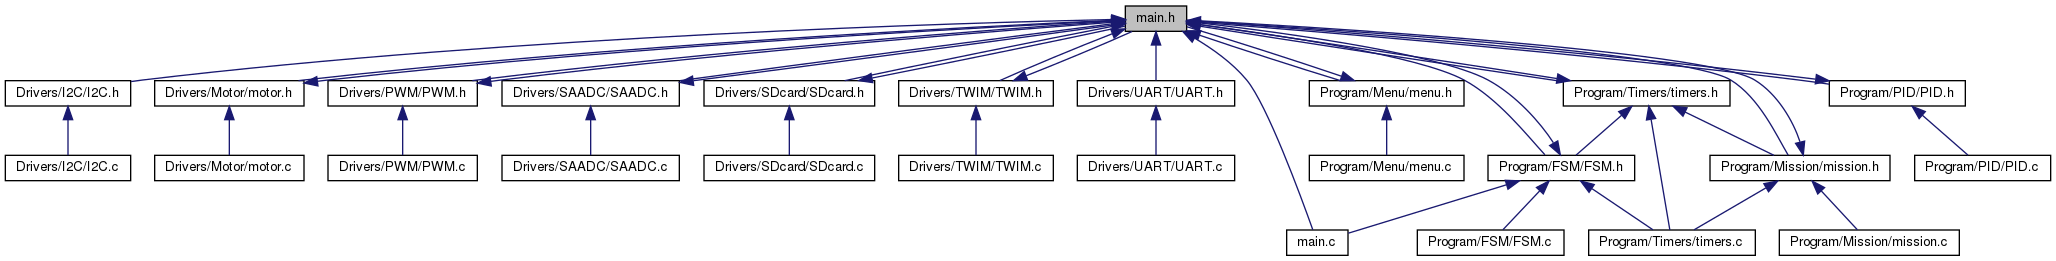 main.h
Drivers/I2C/I2C.h
Drivers/Motor/motor.h
Drivers/PWM/PWM.h
Drivers/SAADC/SAADC.h
Drivers/SDcard/SDcard.h
Drivers/TWIM/TWIM.h
Drivers/UART/UART.h
Program/Menu/menu.h
Program/Timers/timers.h
Program/PID/PID.h
Drivers/I2C/I2C.c
Drivers/Motor/motor.c
Drivers/PWM/PWM.c
Drivers/SAADC/SAADC.c
Drivers/SDcard/SDcard.c
Drivers/TWIM/TWIM.c
Drivers/UART/UART.c
Program/Menu/menu.c
Program/FSM/FSM.h
Program/Mission/mission.h
Program/PID/PID.c
main.c
Program/FSM/FSM.c
Program/Timers/timers.c
Program/Mission/mission.c